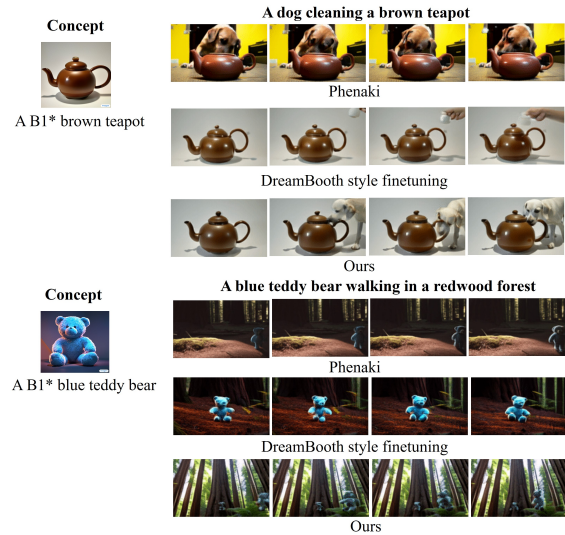 A dog cleaning a brown teapot
Concept
A B1* brown teapot
Phenaki
DreamBooth style finetuning
Ours
A blue teddy bear walking in a redwood forest
Concept
A B1* blue teddy bear
Phenaki
DreamBooth style finetuning
Ours